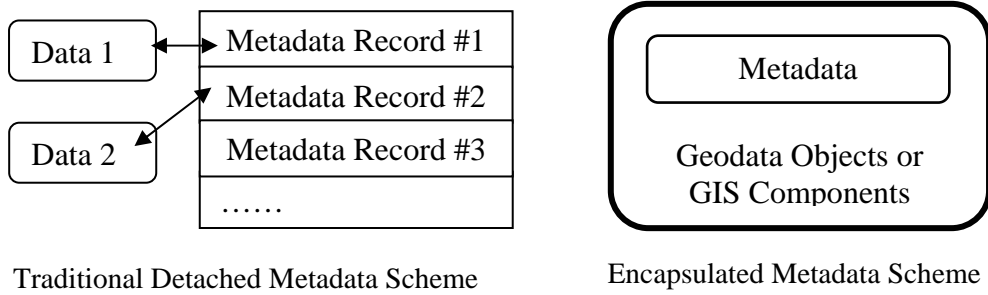 Data 1
Data 2
Metadata Record #1
Metadata Record #2
Metadata Record #3
……
Traditional Detached Metadata Scheme
Metadata
Geodata Objects or
GIS Components
Encapsulated Metadata Scheme